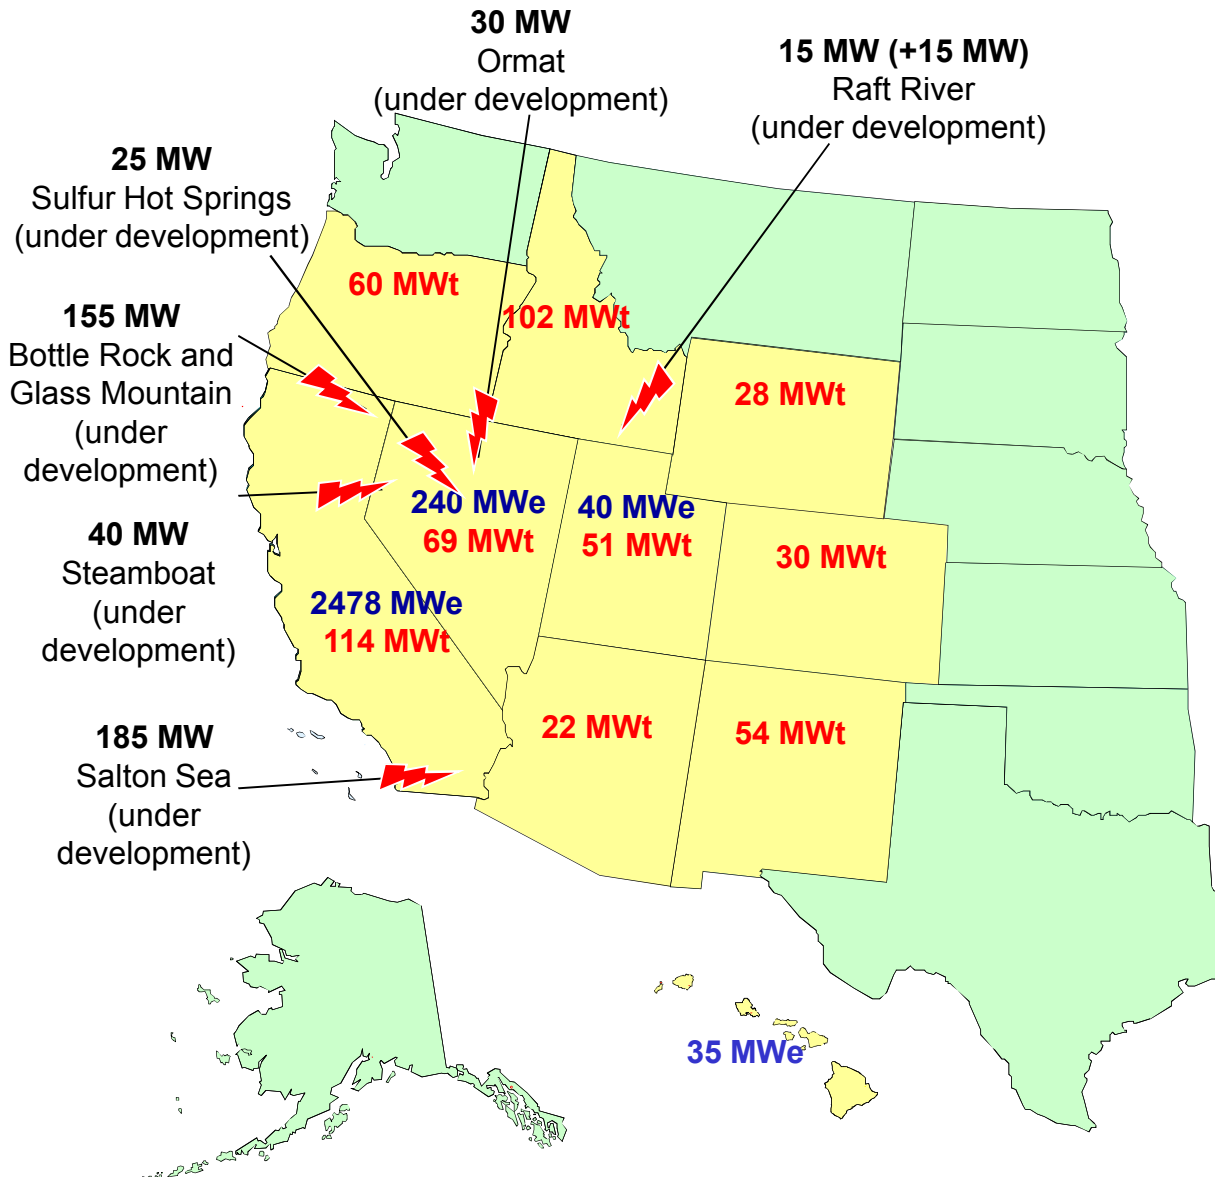 30 MW
Ormat
(under development)
15 MW (+15 MW)
Raft River
(under development)
25 MW
Sulfur Hot Springs
(under development)
155 MW
Bottle Rock and
Glass Mountain
(under
development)
40 MW
Steamboat
(under
development)
185 MW
Salton Sea
(under
development)
60 MWt
102 MWt
28 MWt
240 MWe
69 MWt
40 MWe
51 MWt
30 MWt
2478 MWe
114 MWt
22 MWt
54 MWt
35 MWe